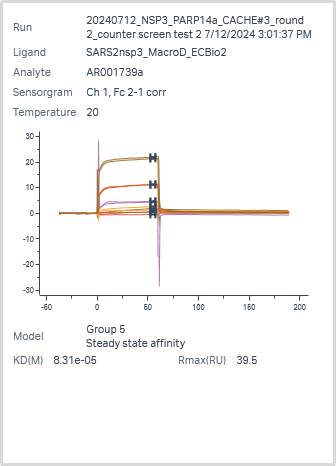 Run 20240712_NSP3_PARP14a_CACHE#3_round
2_counter screen test 2 7/12/2024 3:01:37 PM
Ligand SARS2nsp3_MacroD_ECBio2
Analyte AR001739a
Sensorgram Ch 1, Fc 2-1 corr
Temperature 20
30
20
10
0
-10
-20
-30
-50 0 50 100 150 200
Model Group 5
Steady state affinity
KD(M) 8.31e-05 Rmax(RU) 39.5